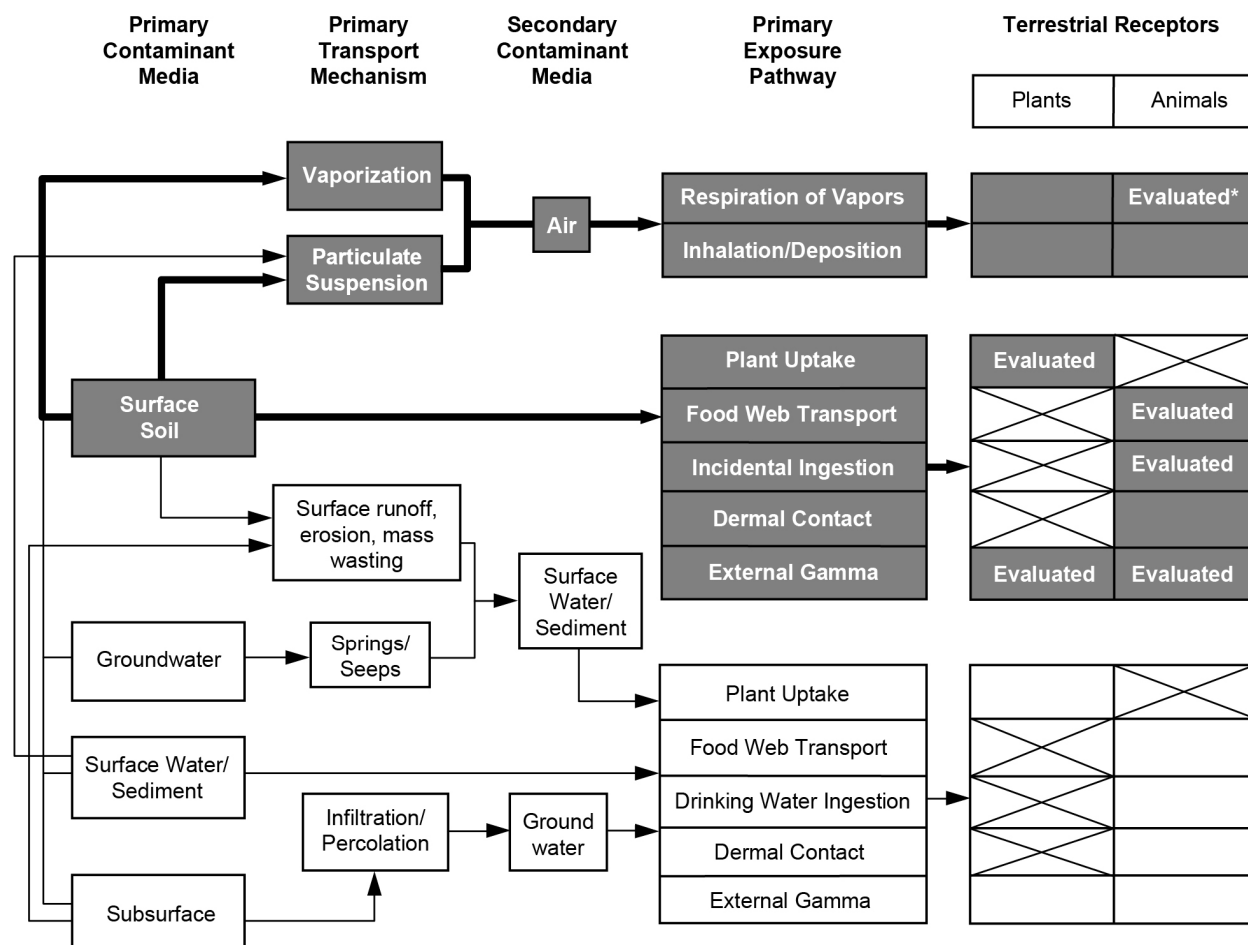 Primary
Contaminant
Media
Primary
Transport
Mechanism
Secondary
Contaminant
Media
Primary
Exposure
Pathway
Terrestrial Receptors
Plants
Animals
Vaporization
Particulate
Suspension
Air
Respiration of Vapors
Inhalation/Deposition
Evaluated*
Surface
Soil
Plant Uptake
Food Web Transport
Incidental Ingestion
Dermal Contact
External Gamma
Evaluated
Evaluated
Evaluated
Evaluated
Evaluated
Surface runoff,
erosion, mass
wasting
Surface
Water/
Sediment
Groundwater
Springs/
Seeps
Surface Water/
Sediment
Infiltration/
Percolation
Ground
water
Subsurface
Plant Uptake
Food Web Transport
Drinking Water Ingestion
Dermal Contact
External Gamma